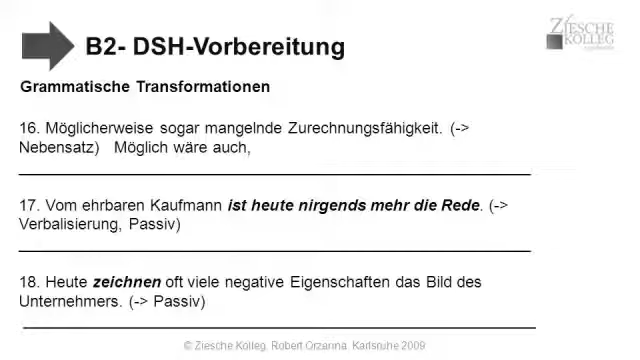 B2- DSH-Vorbereitung
ZIESCHE
KOLLEG
Grammatische Transformationen
16. Möglicherweise sogar mangelnde Zurechnungsfähigkeit. (->
Nebensatz) Möglich wäre auch,
17. Vom ehrbaren Kaufmann ist heute nirgends mehr die Rede. (->
Verbalisierung, Passiv)
18. Heute zeichnen oft viele negative Eigenschaften das Bild des
Unternehmers. (-> Passiv)
© Ziesche Kolleg, Robert Orzanna, Karlsruhe 2009